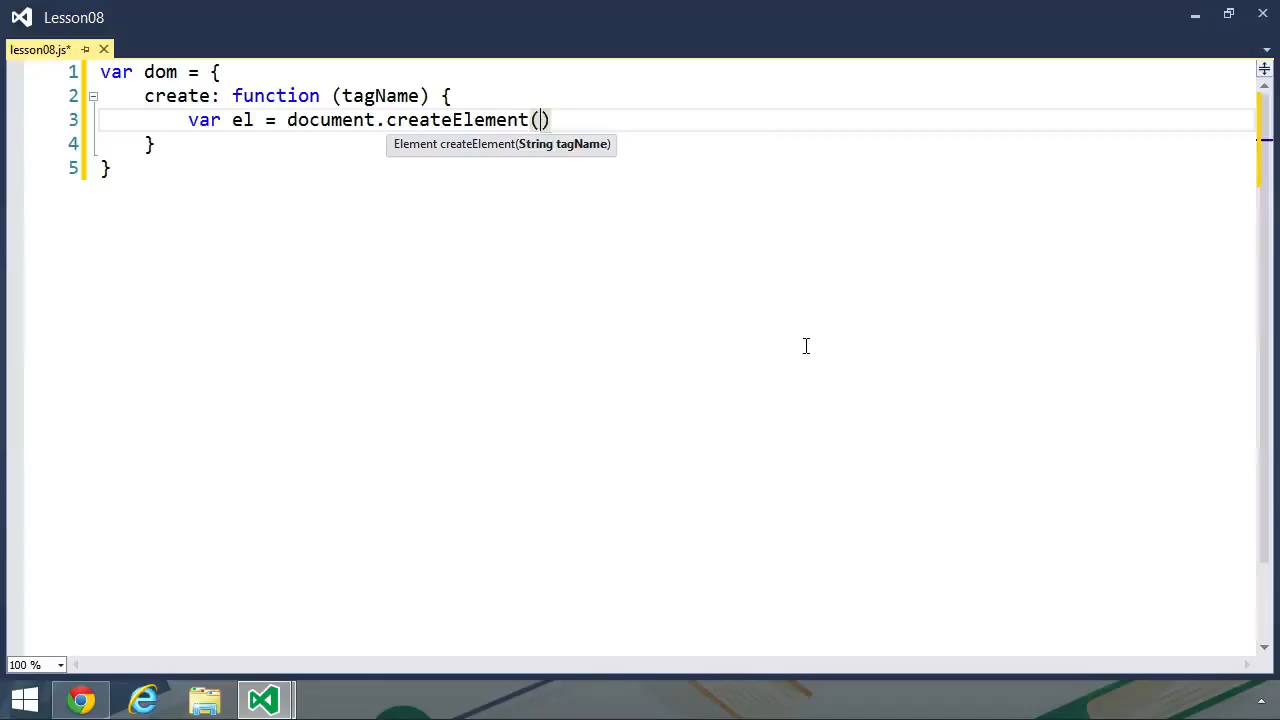 Lesson08
lesson08.js*
1 var dom = {
2 create: function (tagName) {
3 var el = document.createElement()
Element createElement(String tagName)
4 }
5 }
100 %